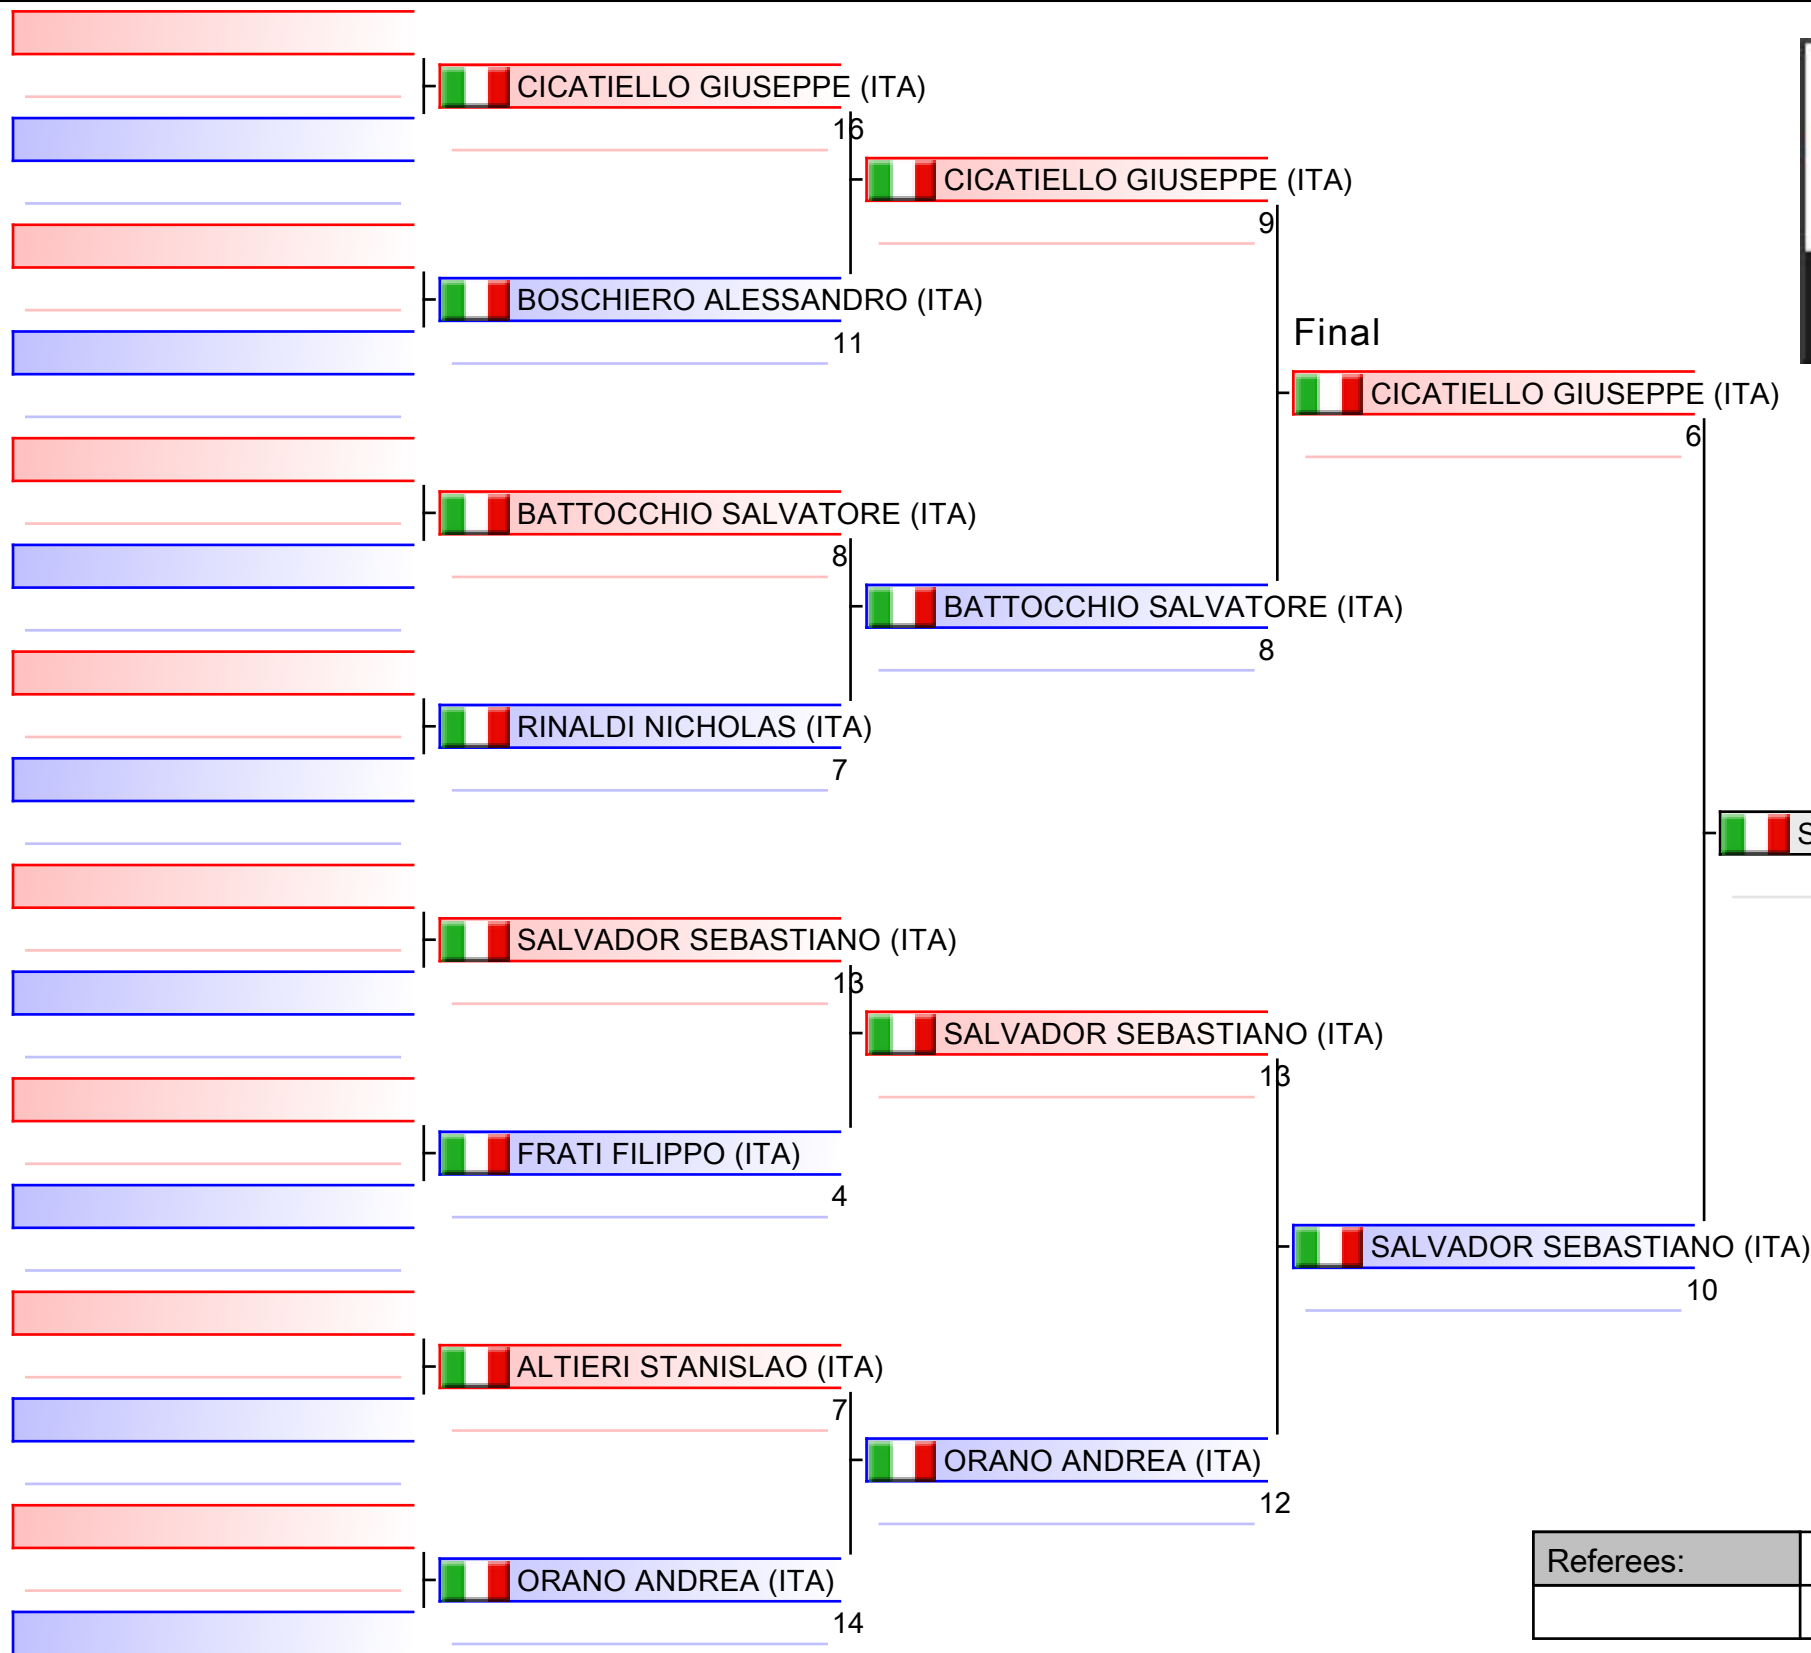 CICATIELLO GIUSEPPE (ITA)
16
CICATIELLO GIUSEPPE (ITA)
9
BOSCHIERO ALESSANDRO (ITA)
11
Final
CICATIELLO GIUSEPPE (ITA)
6
BATTOCCHIO SALVATORE (ITA)
8
BATTOCCHIO SALVATORE (ITA)
8
RINALDI NICHOLAS (ITA)
7
S
SALVADOR SEBASTIANO (ITA)
13
SALVADOR SEBASTIANO (ITA)
13
FRATI FILIPPO (ITA)
4
SALVADOR SEBASTIANO (ITA)
10
ALTIERI STANISLAO (ITA)
7
ORANO ANDREA (ITA)
12
Referees:
ORANO ANDREA (ITA)
14